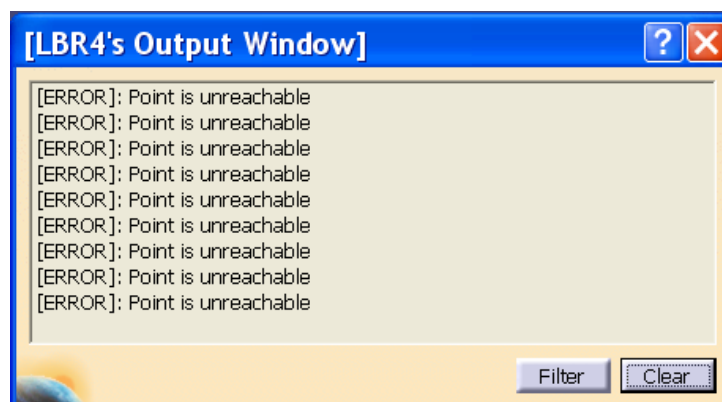 [LBR4's Output Window]
?
[ERROR]: Point is unreachable
[ERROR]: Point is unreachable
[ERROR]: Point is unreachable
[ERROR]: Point is unreachable
[ERROR]: Point is unreachable
[ERROR]: Point is unreachable
[ERROR]: Point is unreachable
[ERROR]: Point is unreachable
[ERROR]: Point is unreachable
Filter
Clear